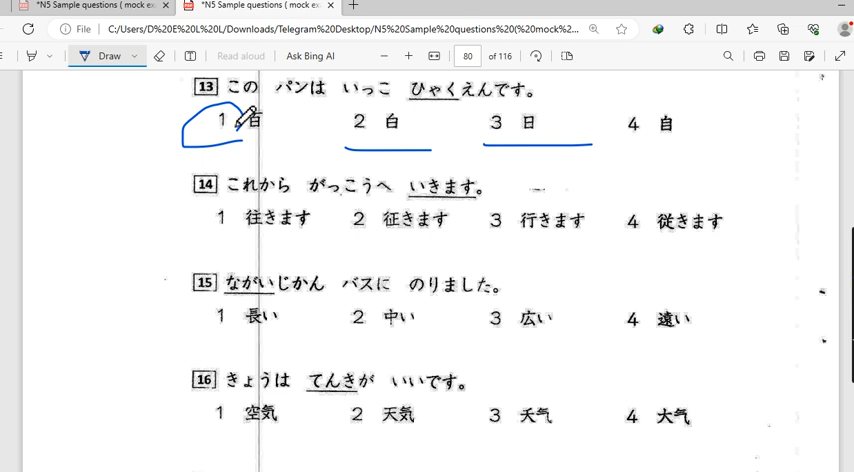 *N5 Sample questions ( mock ex × *N5 Sample questions ( mock ex × +
File C:/Users/D%20E%20L%20L/Downloads/Telegram%20Desktop/N5%20Sample%20questions%20(%20mock%2...
Draw Read aloud Ask Bing AI − + 80 of 116
13 この パンは いっこ ひゃくえんです。
1 百 2 白 3 日 4 自
14 これから がっこうへ いきます。
1 往きます 2 征きます 3 行きます 4 従きます
15 ながいじかん バスに のりました。
1 長い 2 中い 3 広い 4 遠い
16 きょうは てんきが いいです。
1 空気 2 天気 3 夭气 4 大气